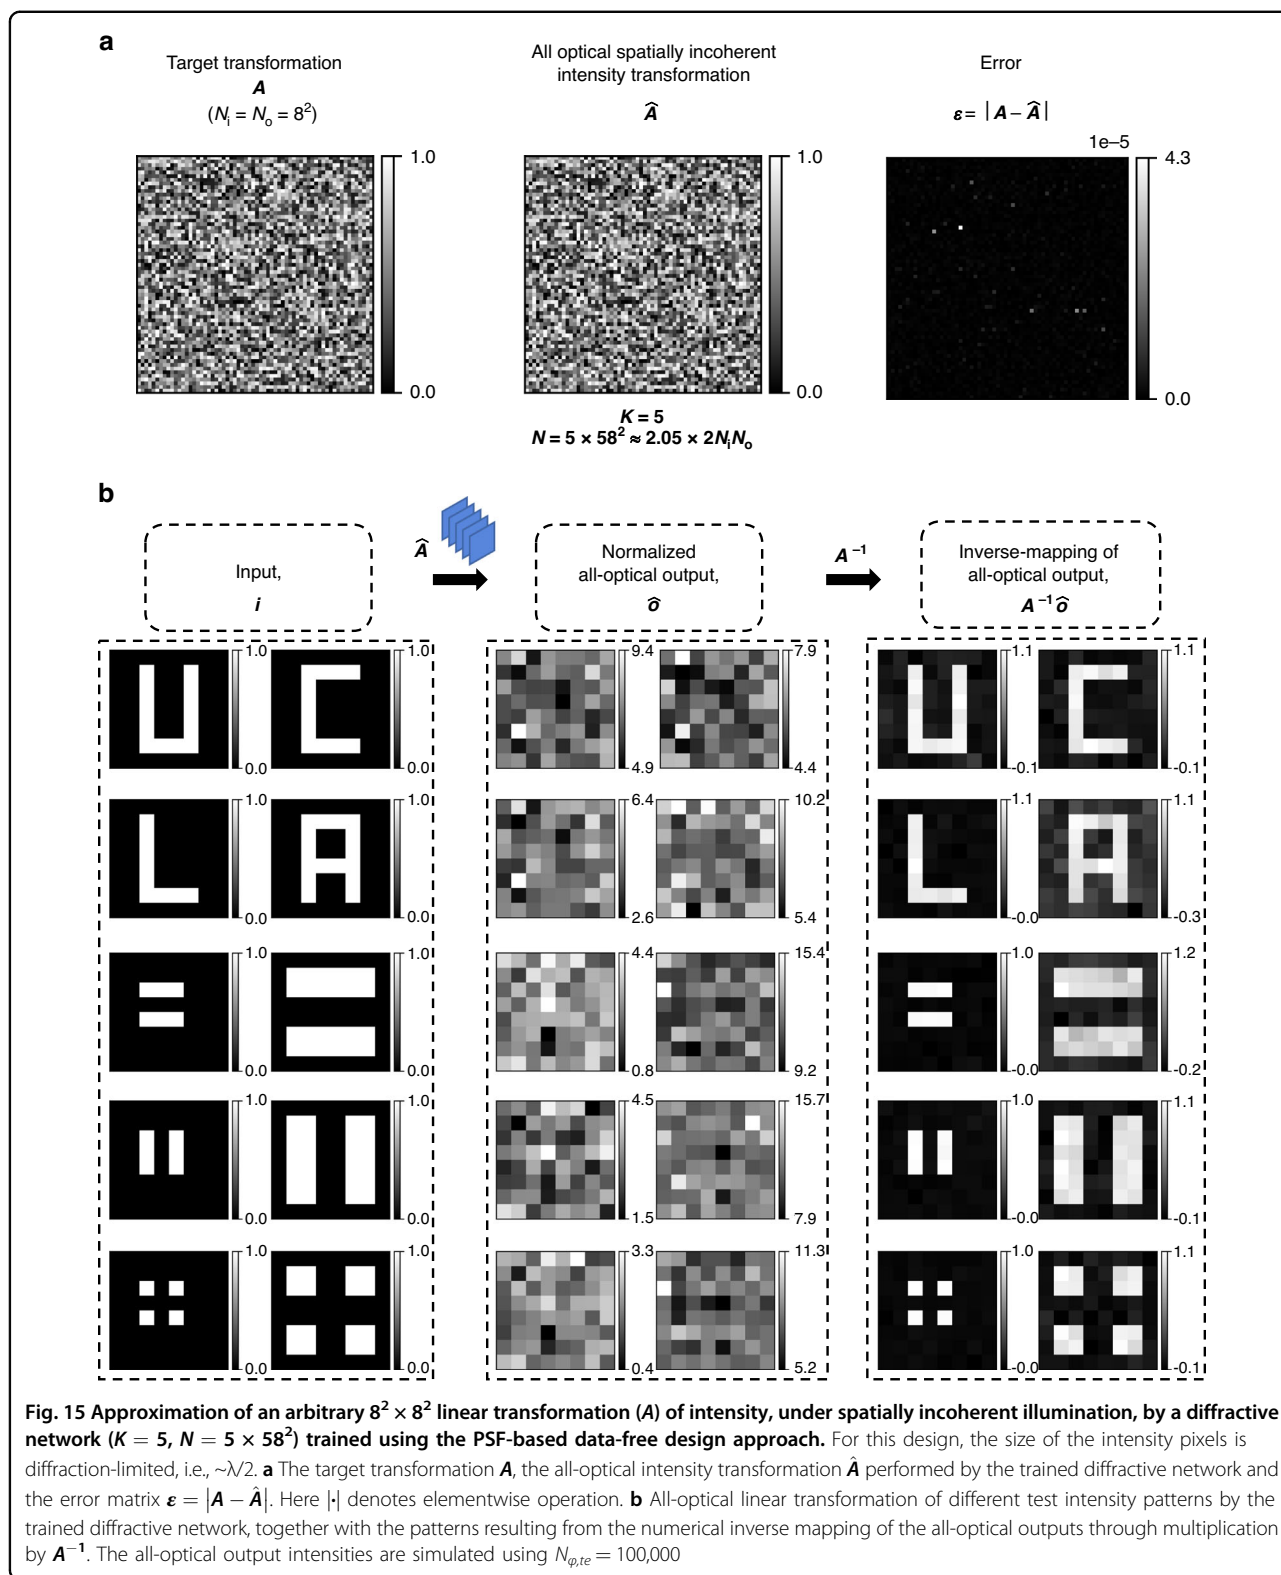 a
Target transformation
A
(Nᵢ = Nₒ = 8²)
All optical spatially incoherent
intensity transformation
Â
Error
ε = |A − Â|
1.0
0.0
1.0
0.0
1e−5
4.3
0.0
K = 5
N = 5 × 58² ≈ 2.05 × 2NᵢNₒ
b
Input,
i
Â
Normalized
all-optical output,
ô
A⁻¹
Inverse-mapping of
all-optical output,
A⁻¹ô
1.0 1.0 9.4 7.9 1.1 1.1
0.0 0.0 4.9 4.4 -0.1 -0.1
1.0 1.0 6.4 10.2 1.1 1.1
0.0 0.0 2.6 5.4 -0.0 -0.3
1.0 1.0 4.4 15.4 1.0 1.2
0.0 0.0 0.8 9.2 -0.0 -0.2
1.0 1.0 4.5 15.7 1.0 1.1
0.0 0.0 1.5 7.9 -0.0 -0.1
1.0 1.0 3.3 11.3 1.0 1.1
0.0 0.0 0.4 5.2 -0.0 -0.1
Fig. 15 Approximation of an arbitrary 8² × 8² linear transformation (A) of intensity, under spatially incoherent illumination, by a diffractive
network (K = 5, N = 5 × 58²) trained using the PSF-based data-free design approach. For this design, the size of the intensity pixels is
diffraction-limited, i.e., ~λ/2. a The target transformation A, the all-optical intensity transformation Â performed by the trained diffractive network and
the error matrix ε = |A − Â|. Here |·| denotes elementwise operation. b All-optical linear transformation of different test intensity patterns by the
trained diffractive network, together with the patterns resulting from the numerical inverse mapping of the all-optical outputs through multiplication
by A⁻¹. The all-optical output intensities are simulated using Nφ,te = 100,000